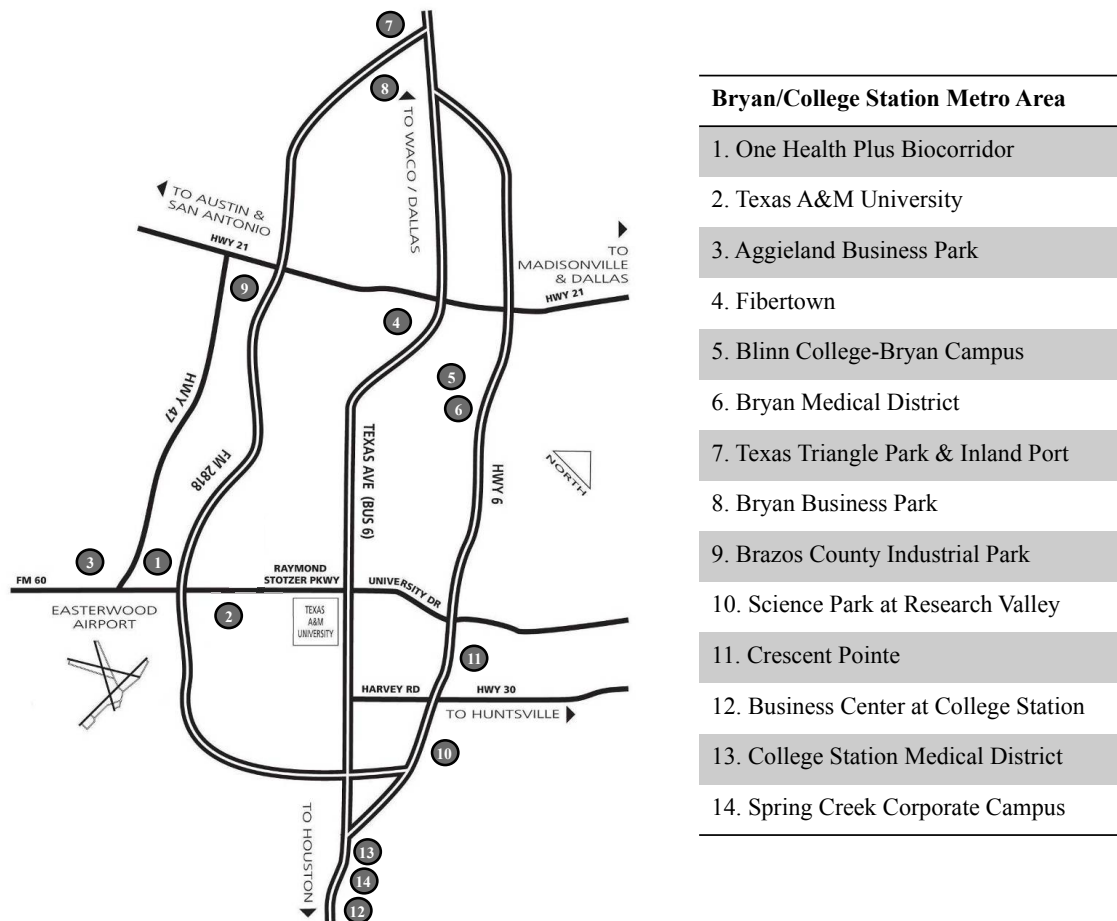 7
8
TO WACO / DALLAS
TO AUSTIN &
SAN ANTONIO
HWY 21
TO
MADISONVILLE
& DALLAS
HWY 21
9
4
HWY 47
5
6
FM 2818
TEXAS AVE (BUS 6)
HWY 6
NORTH
3
1
FM 60
RAYMOND
STOTZER PKWY
UNIVERSITY DR
EASTERWOOD
AIRPORT
2
TEXAS
A&M
UNIVERSITY
11
HARVEY RD
HWY 30
TO HUNTSVILLE
10
TO HOUSTON
13
14
12
Bryan/College Station Metro Area
1. One Health Plus Biocorridor
2. Texas A&M University
3. Aggieland Business Park
4. Fibertown
5. Blinn College-Bryan Campus
6. Bryan Medical District
7. Texas Triangle Park & Inland Port
8. Bryan Business Park
9. Brazos County Industrial Park
10. Science Park at Research Valley
11. Crescent Pointe
12. Business Center at College Station
13. College Station Medical District
14. Spring Creek Corporate Campus